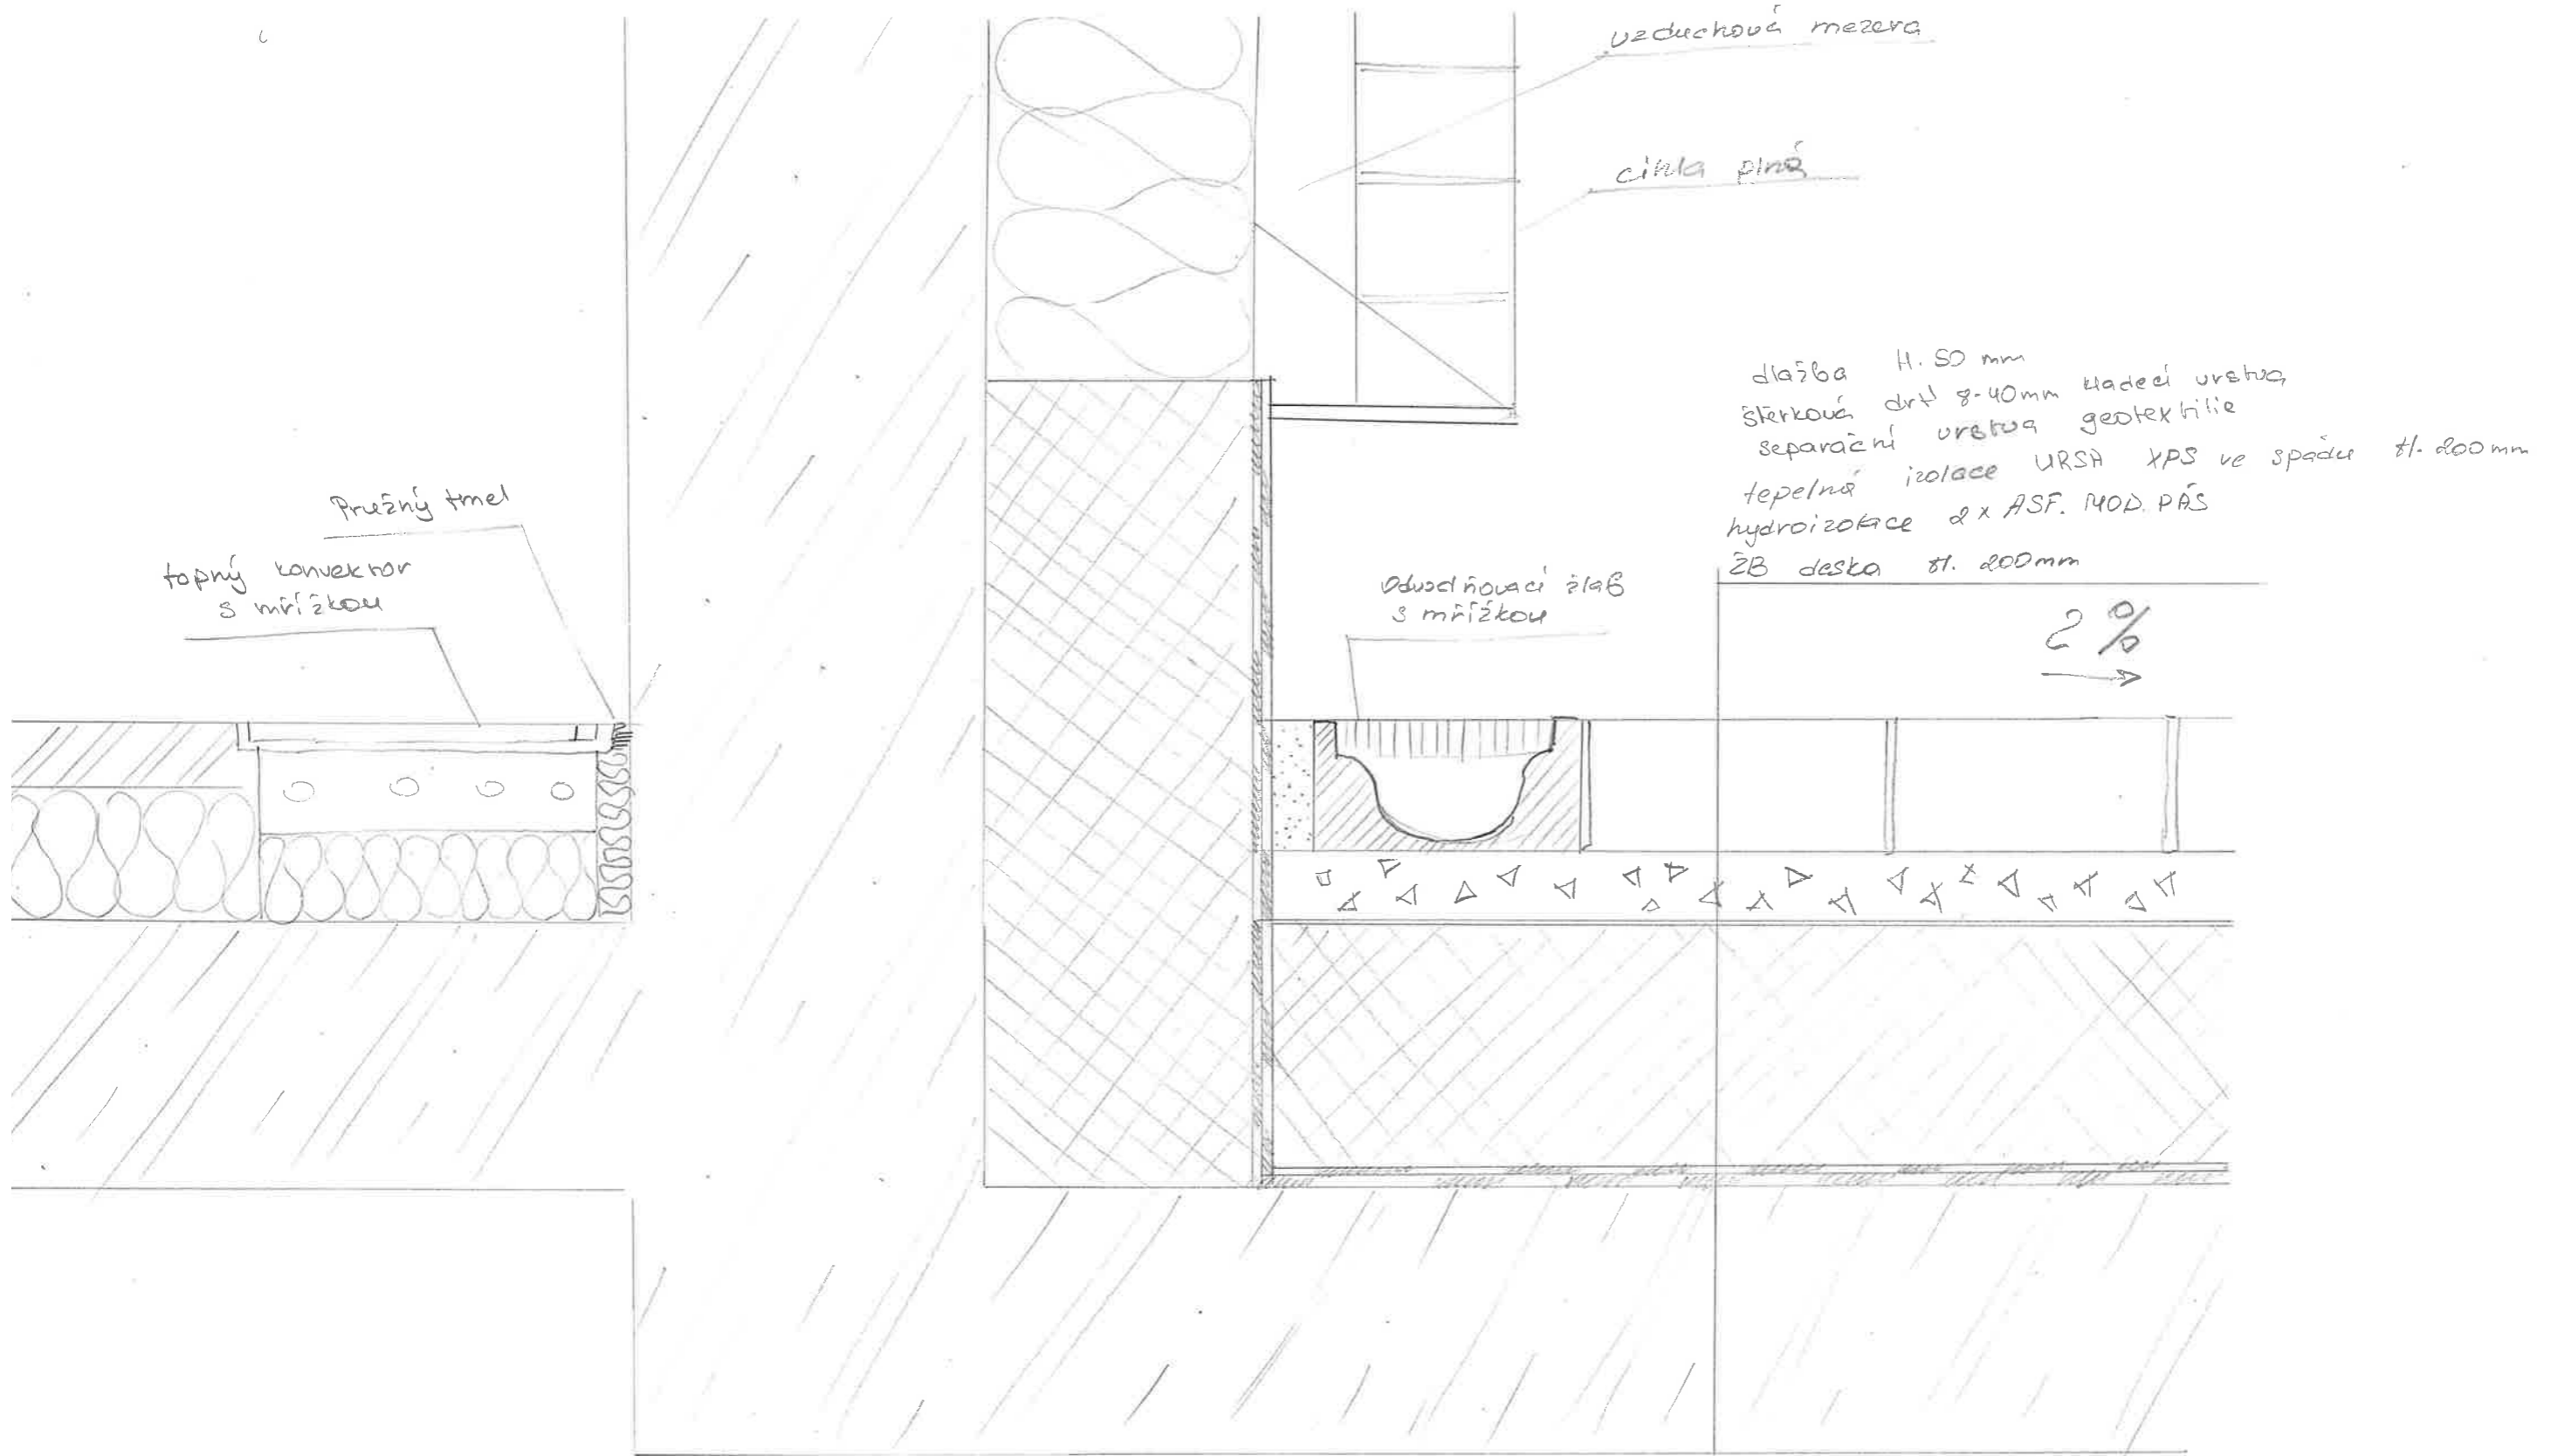 vzduchová mezera
cihla plná
dlažba tl. 50 mm
štěrková drť 8-40mm kladecí vrstva
separační vrstva geotextilie
tepelná izolace URSA XPS ve spádu tl. 200mm
hydroizolace 2x ASF. MOD. PÁS
ŽB deska tl. 200mm
Pružný tmel
topný konvektor
s mřížkou
Odvodňovací žlab
s mřížkou
2 %